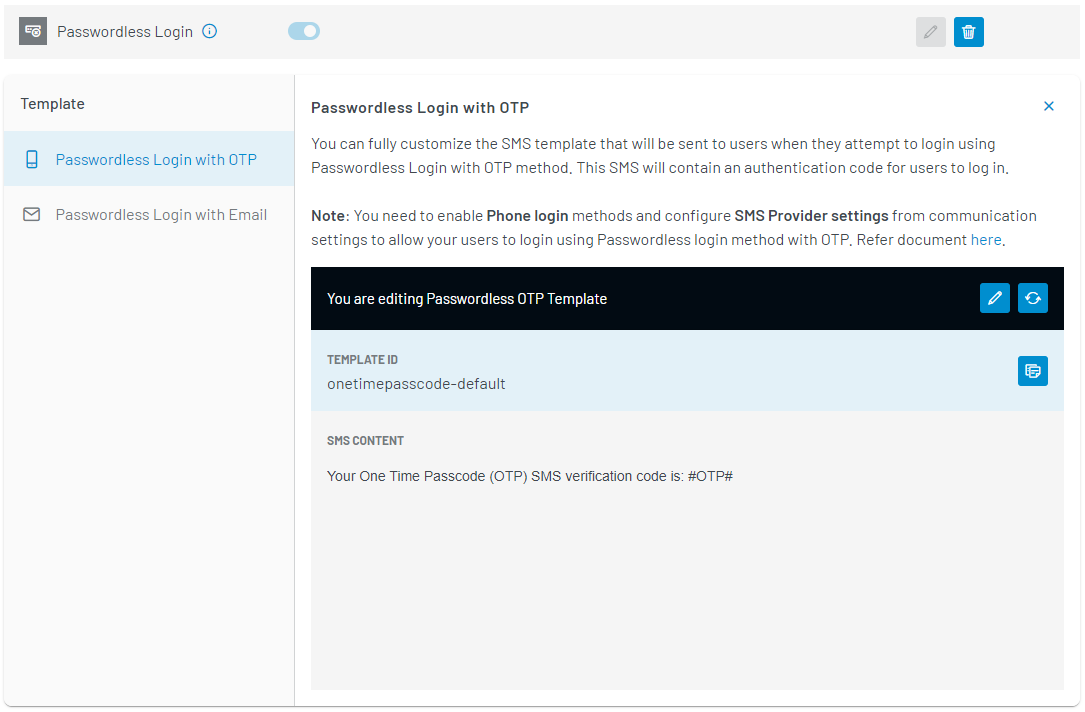 Passwordless Login
Template
Passwordless Login with OTP
Passwordless Login with Email
Passwordless Login with OTP
You can fully customize the SMS template that will be sent to users when they attempt to login using
Passwordless Login with OTP method. This SMS will contain an authentication code for users to log in.
Note: You need to enable Phone login methods and configure SMS Provider settings from communication
settings to allow your users to login using Passwordless login method with OTP. Refer document here.
You are editing Passwordless OTP Template
TEMPLATE ID
onetimepasscode-default
SMS CONTENT
Your One Time Passcode (OTP) SMS verification code is: #OTP#